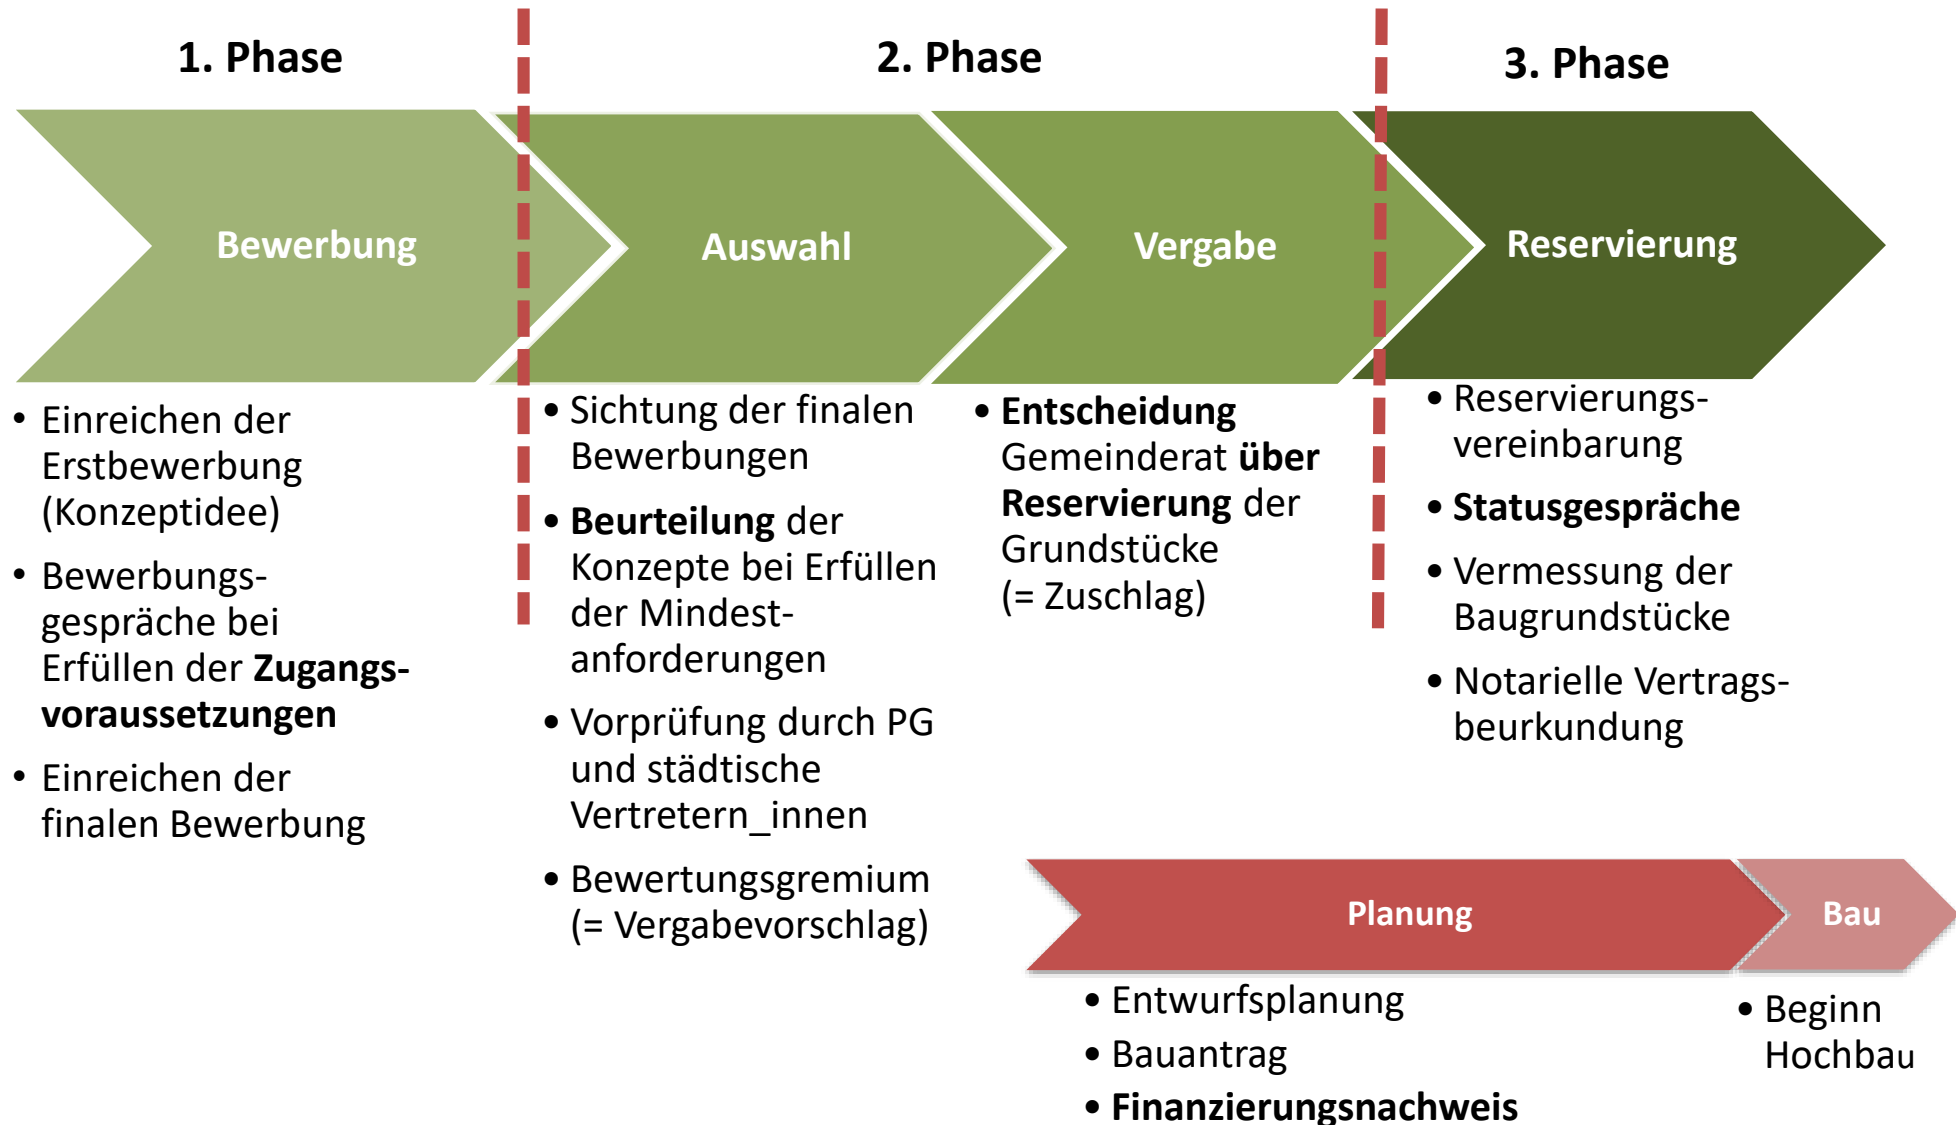 1. Phase
2. Phase
3. Phase
Bewerbung
Auswahl
Vergabe
Reservierung
• Einreichen der
Erstbewerbung
(Konzeptidee)
• Bewerbungs-
gespräche bei
Erfüllen der Zugangs-
voraussetzungen
• Einreichen der
finalen Bewerbung
• Sichtung der finalen
Bewerbungen
• Beurteilung der
Konzepte bei Erfüllen
der Mindest-
anforderungen
• Vorprüfung durch PG
und städtische
Vertretern_innen
• Bewertungsgremium
(= Vergabevorschlag)
• Entscheidung
Gemeinderat über
Reservierung der
Grundstücke
(= Zuschlag)
• Reservierungs-
vereinbarung
• Statusgespräche
• Vermessung der
Baugrundstücke
• Notarielle Vertrags-
beurkundung
Planung
Bau
• Entwurfsplanung
• Bauantrag
• Finanzierungsnachweis
• Beginn
Hochbau